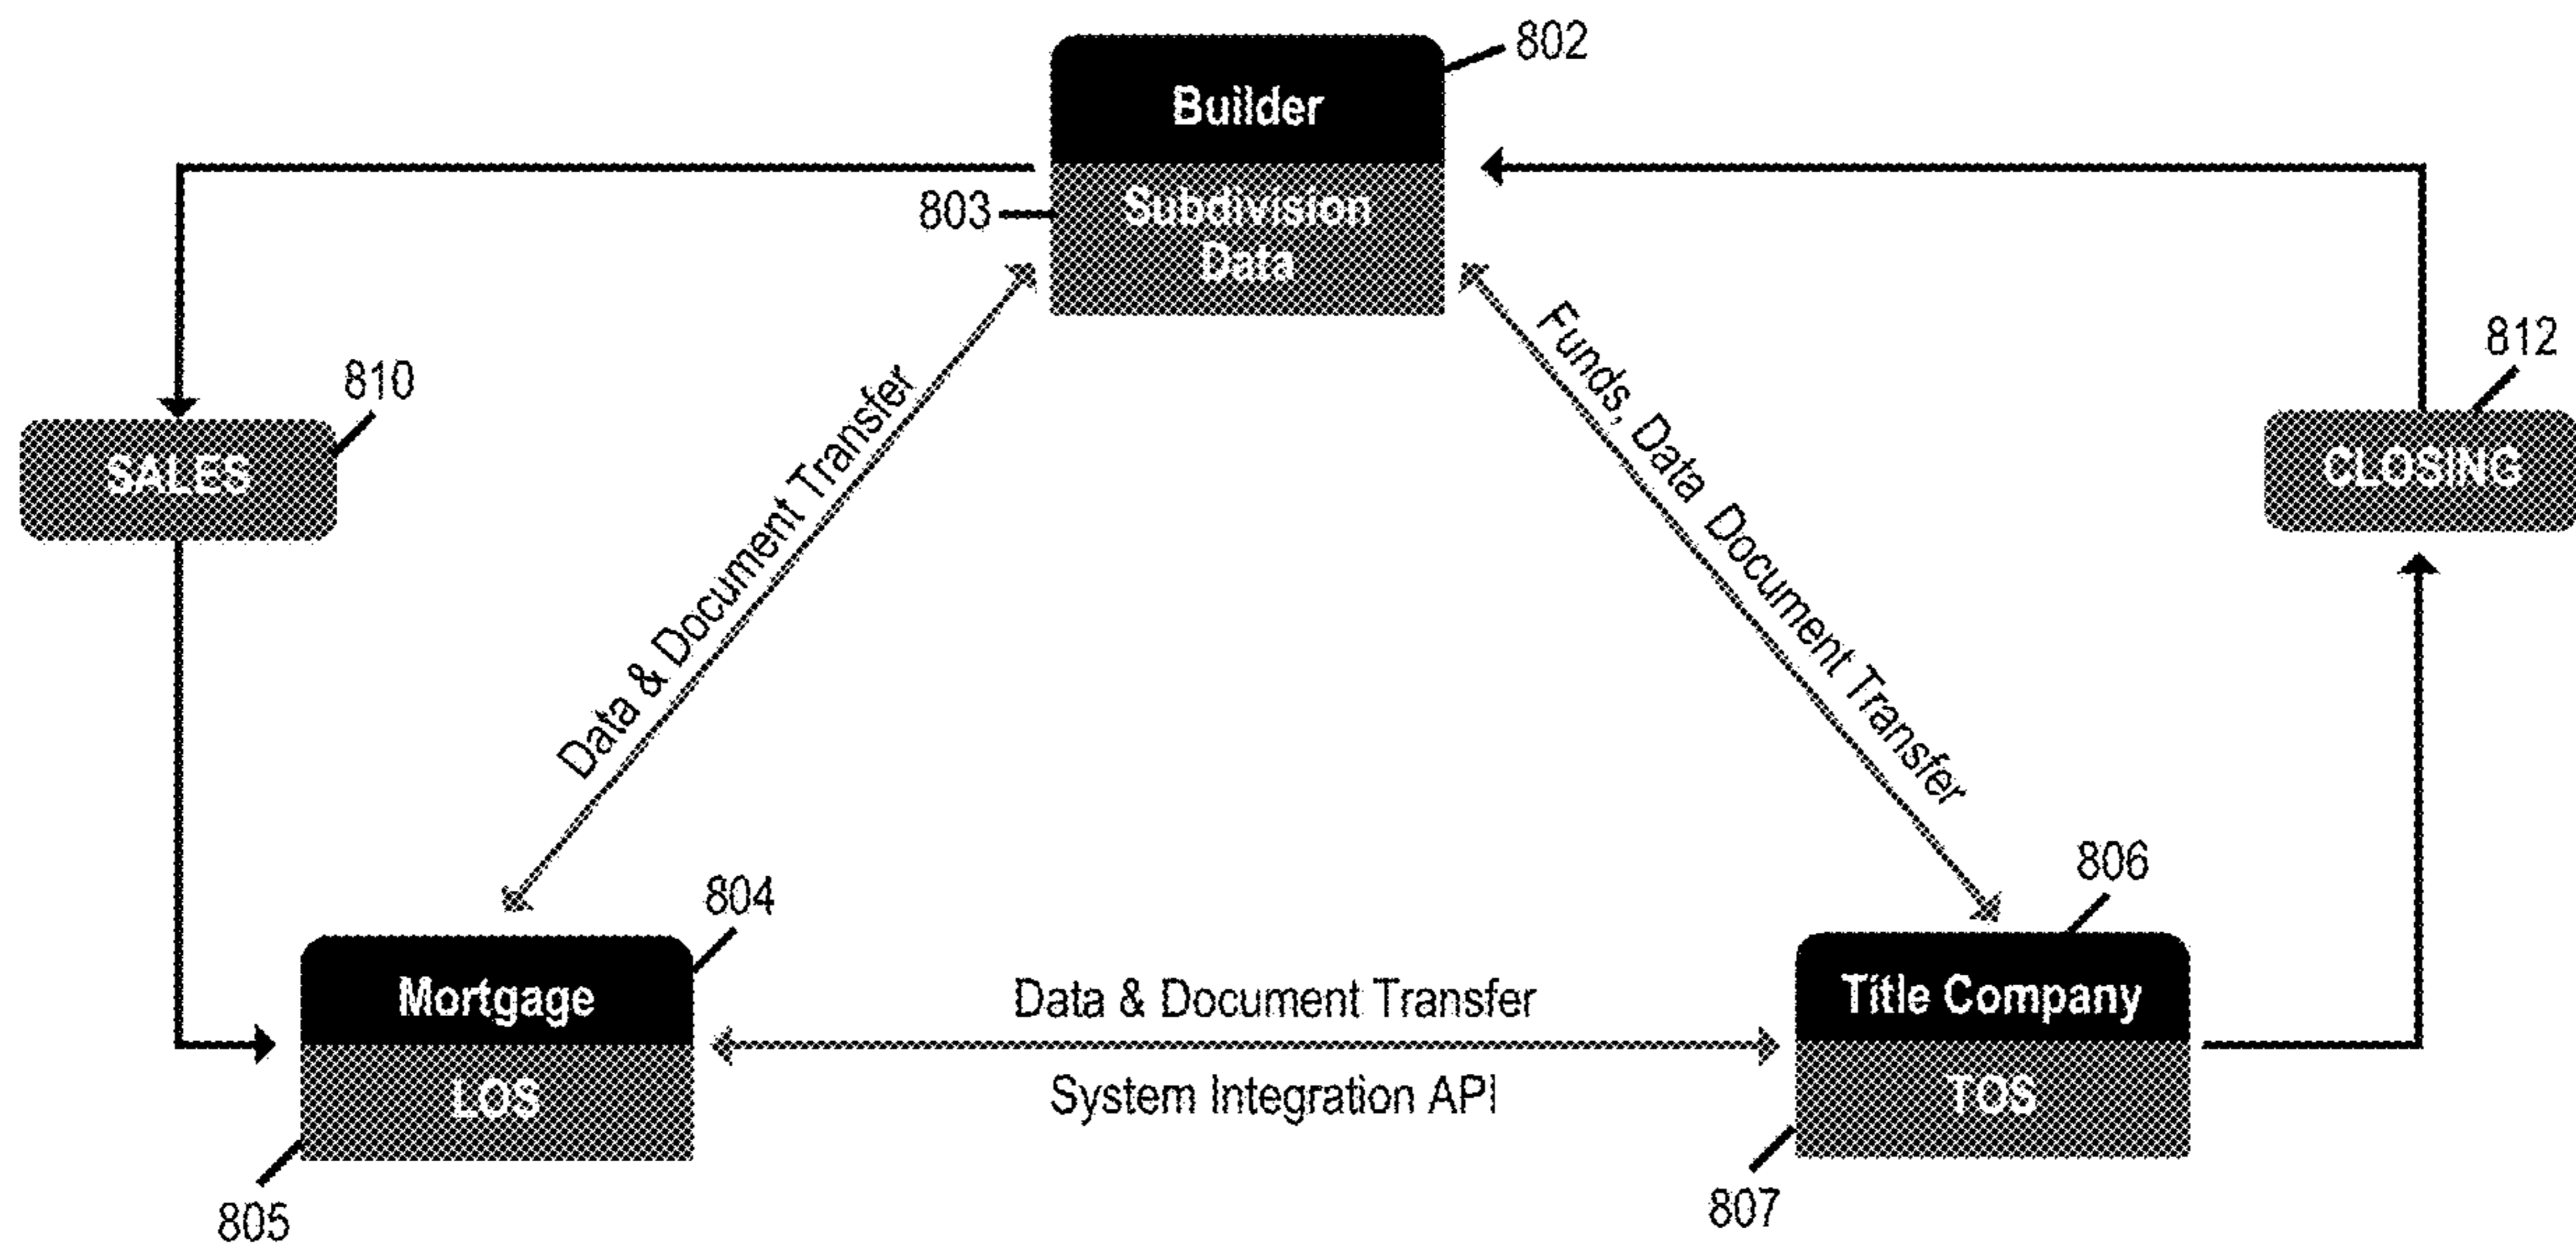 802
Builder
803
Subdivision
Data
810
SALES
812
CLOSING
Data & Document Transfer
Funds, Data Document Transfer
804
Mortgage
LOS
805
Data & Document Transfer
System Integration API
806
Title Company
TOS
807